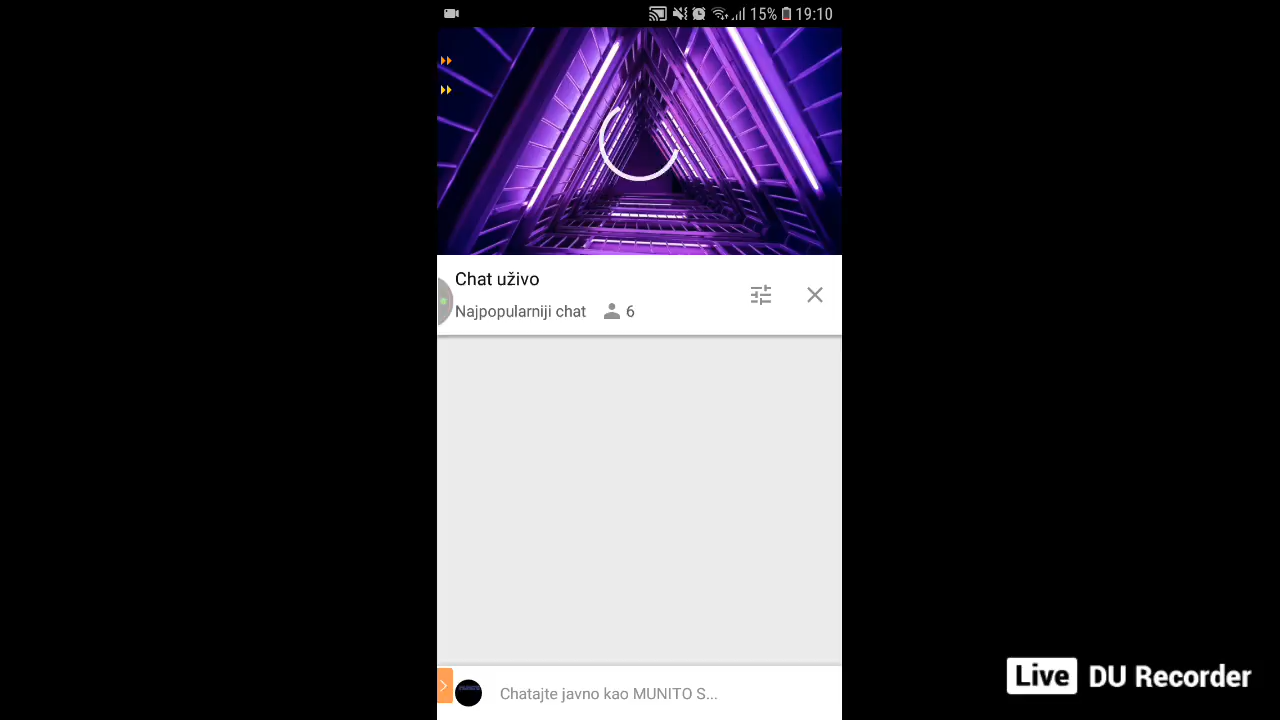 15% 19:10
Chat uživo
Najpopularniji chat 6
Chatajte javno kao MUNITO S...
Live DU Recorder